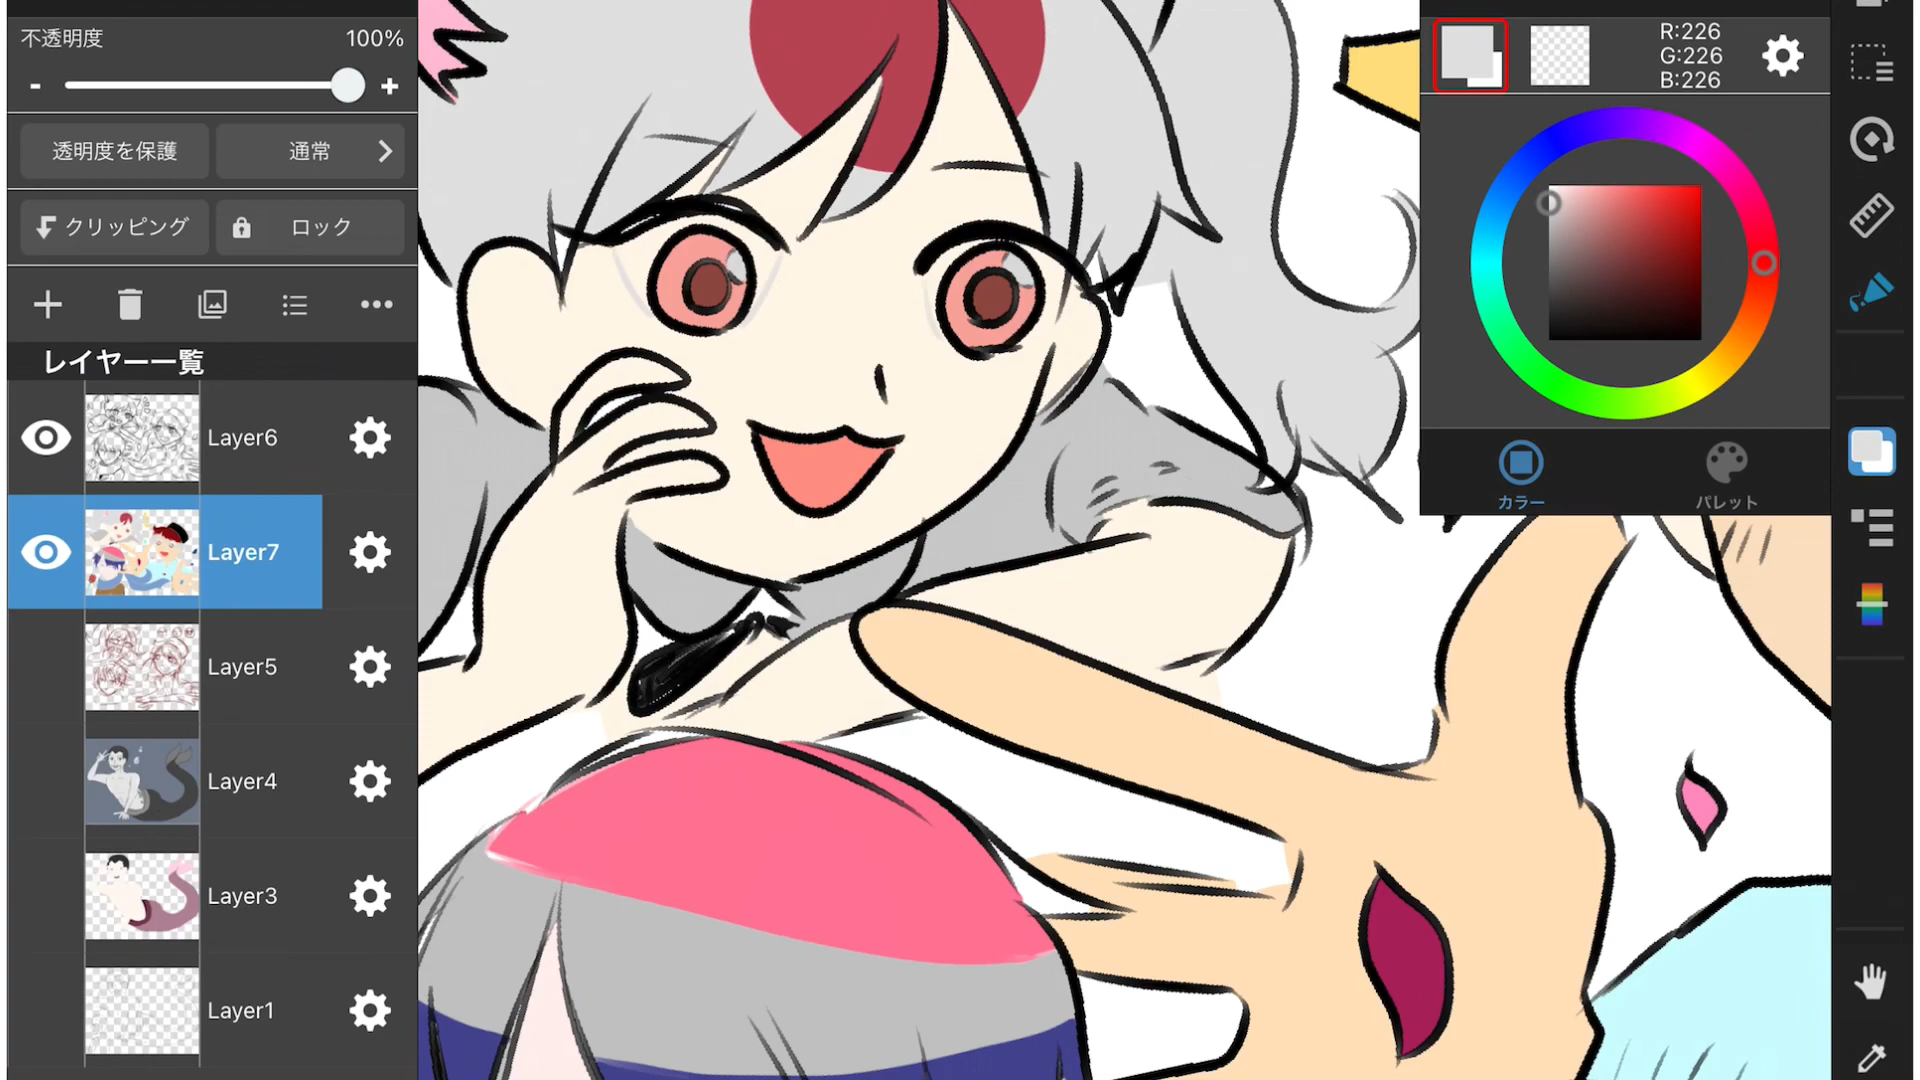 不透明度 100%
- +
透明度を保護 通常
クリッピング ロック
レイヤー一覧
Layer6
Layer7
Layer5
Layer4
Layer3
Layer1
R:226
G:226
B:226
カラー パレット